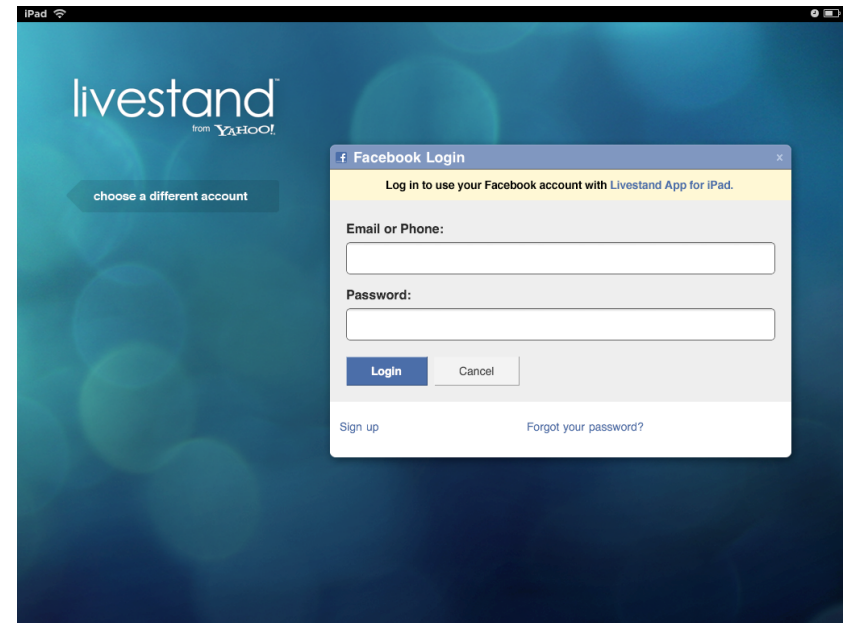 iPad
livestand™
from YAHOO!
choose a different account
Facebook Login
x
Log in to use your Facebook account with Livestand App for iPad.
Email or Phone:
Password:
Login
Cancel
Sign up
Forgot your password?